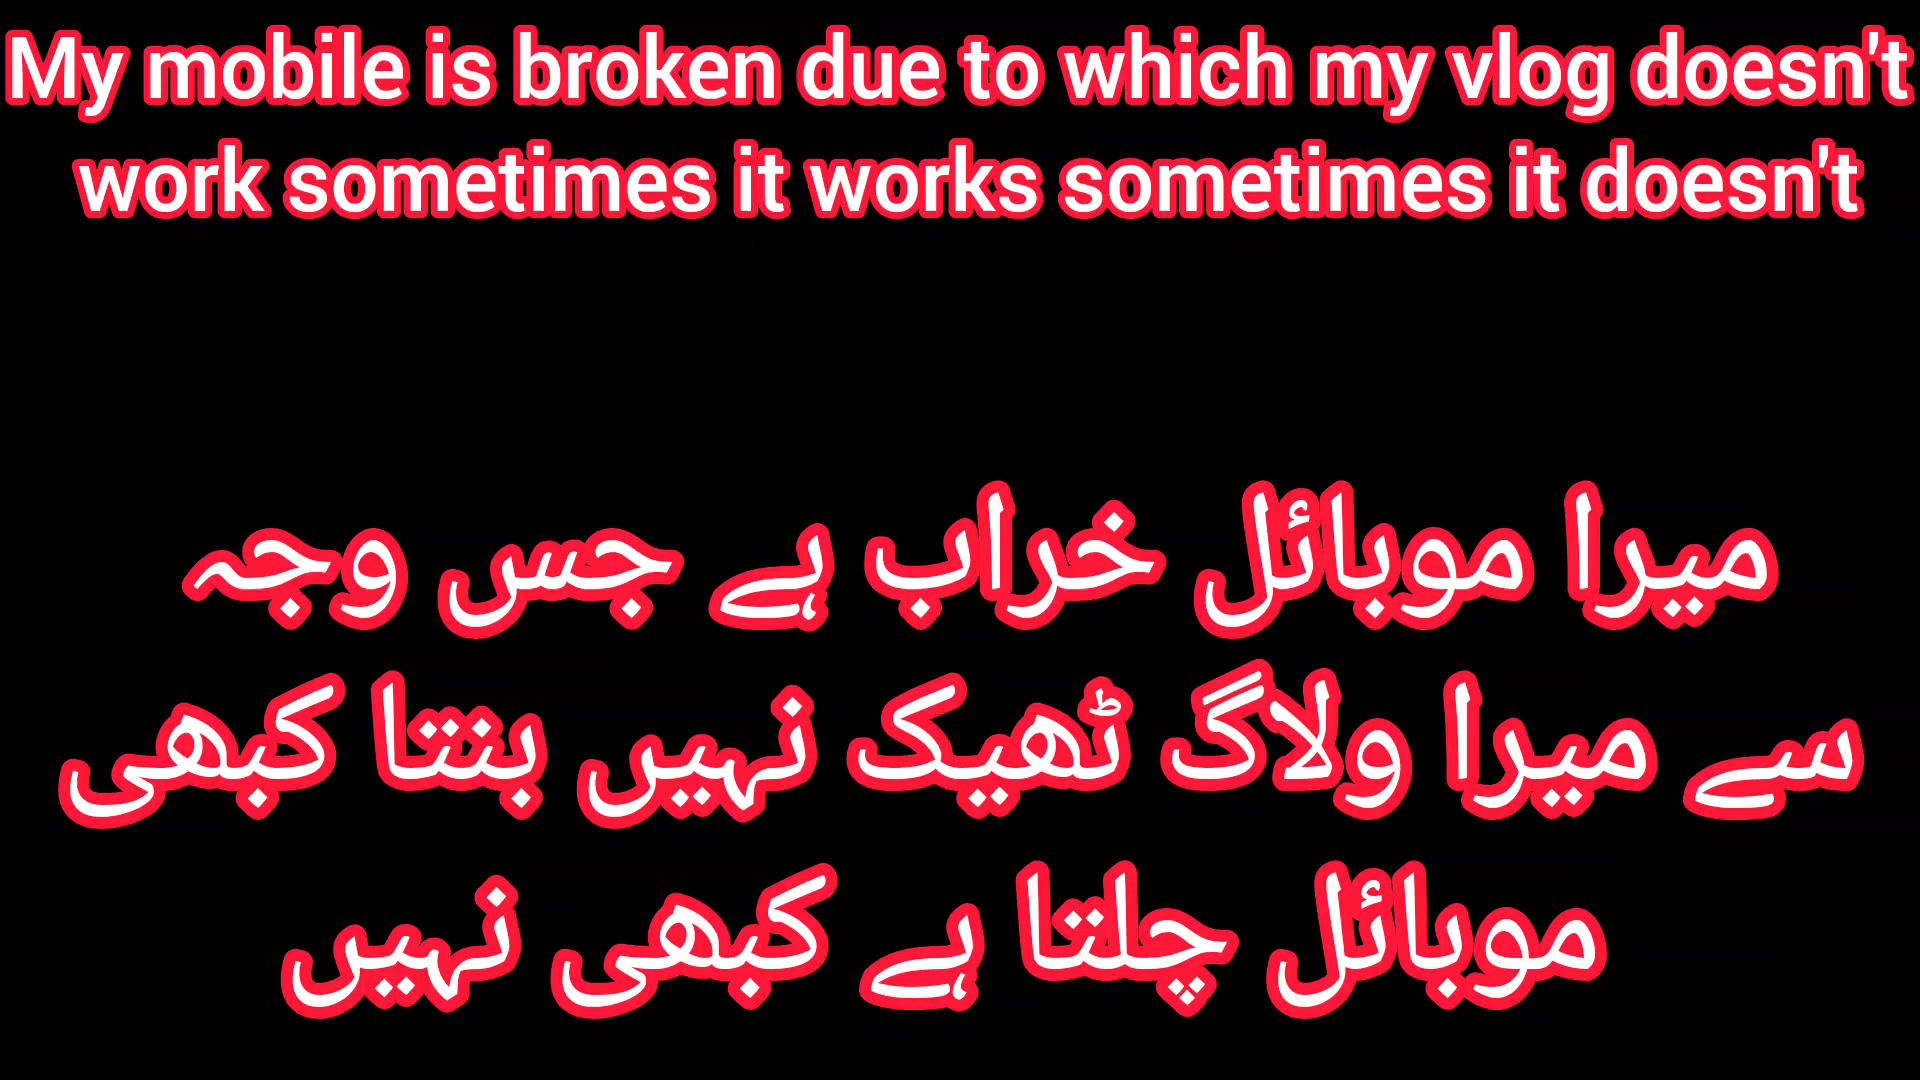 My mobile is broken due to which my vlog doesn't
work sometimes it works sometimes it doesn't
میرا موبائل خراب ہے جس وجہ
سے میرا ولاگ ٹھیک نہیں بنتا کبھی
موبائل چلتا ہے کبھی نہیں